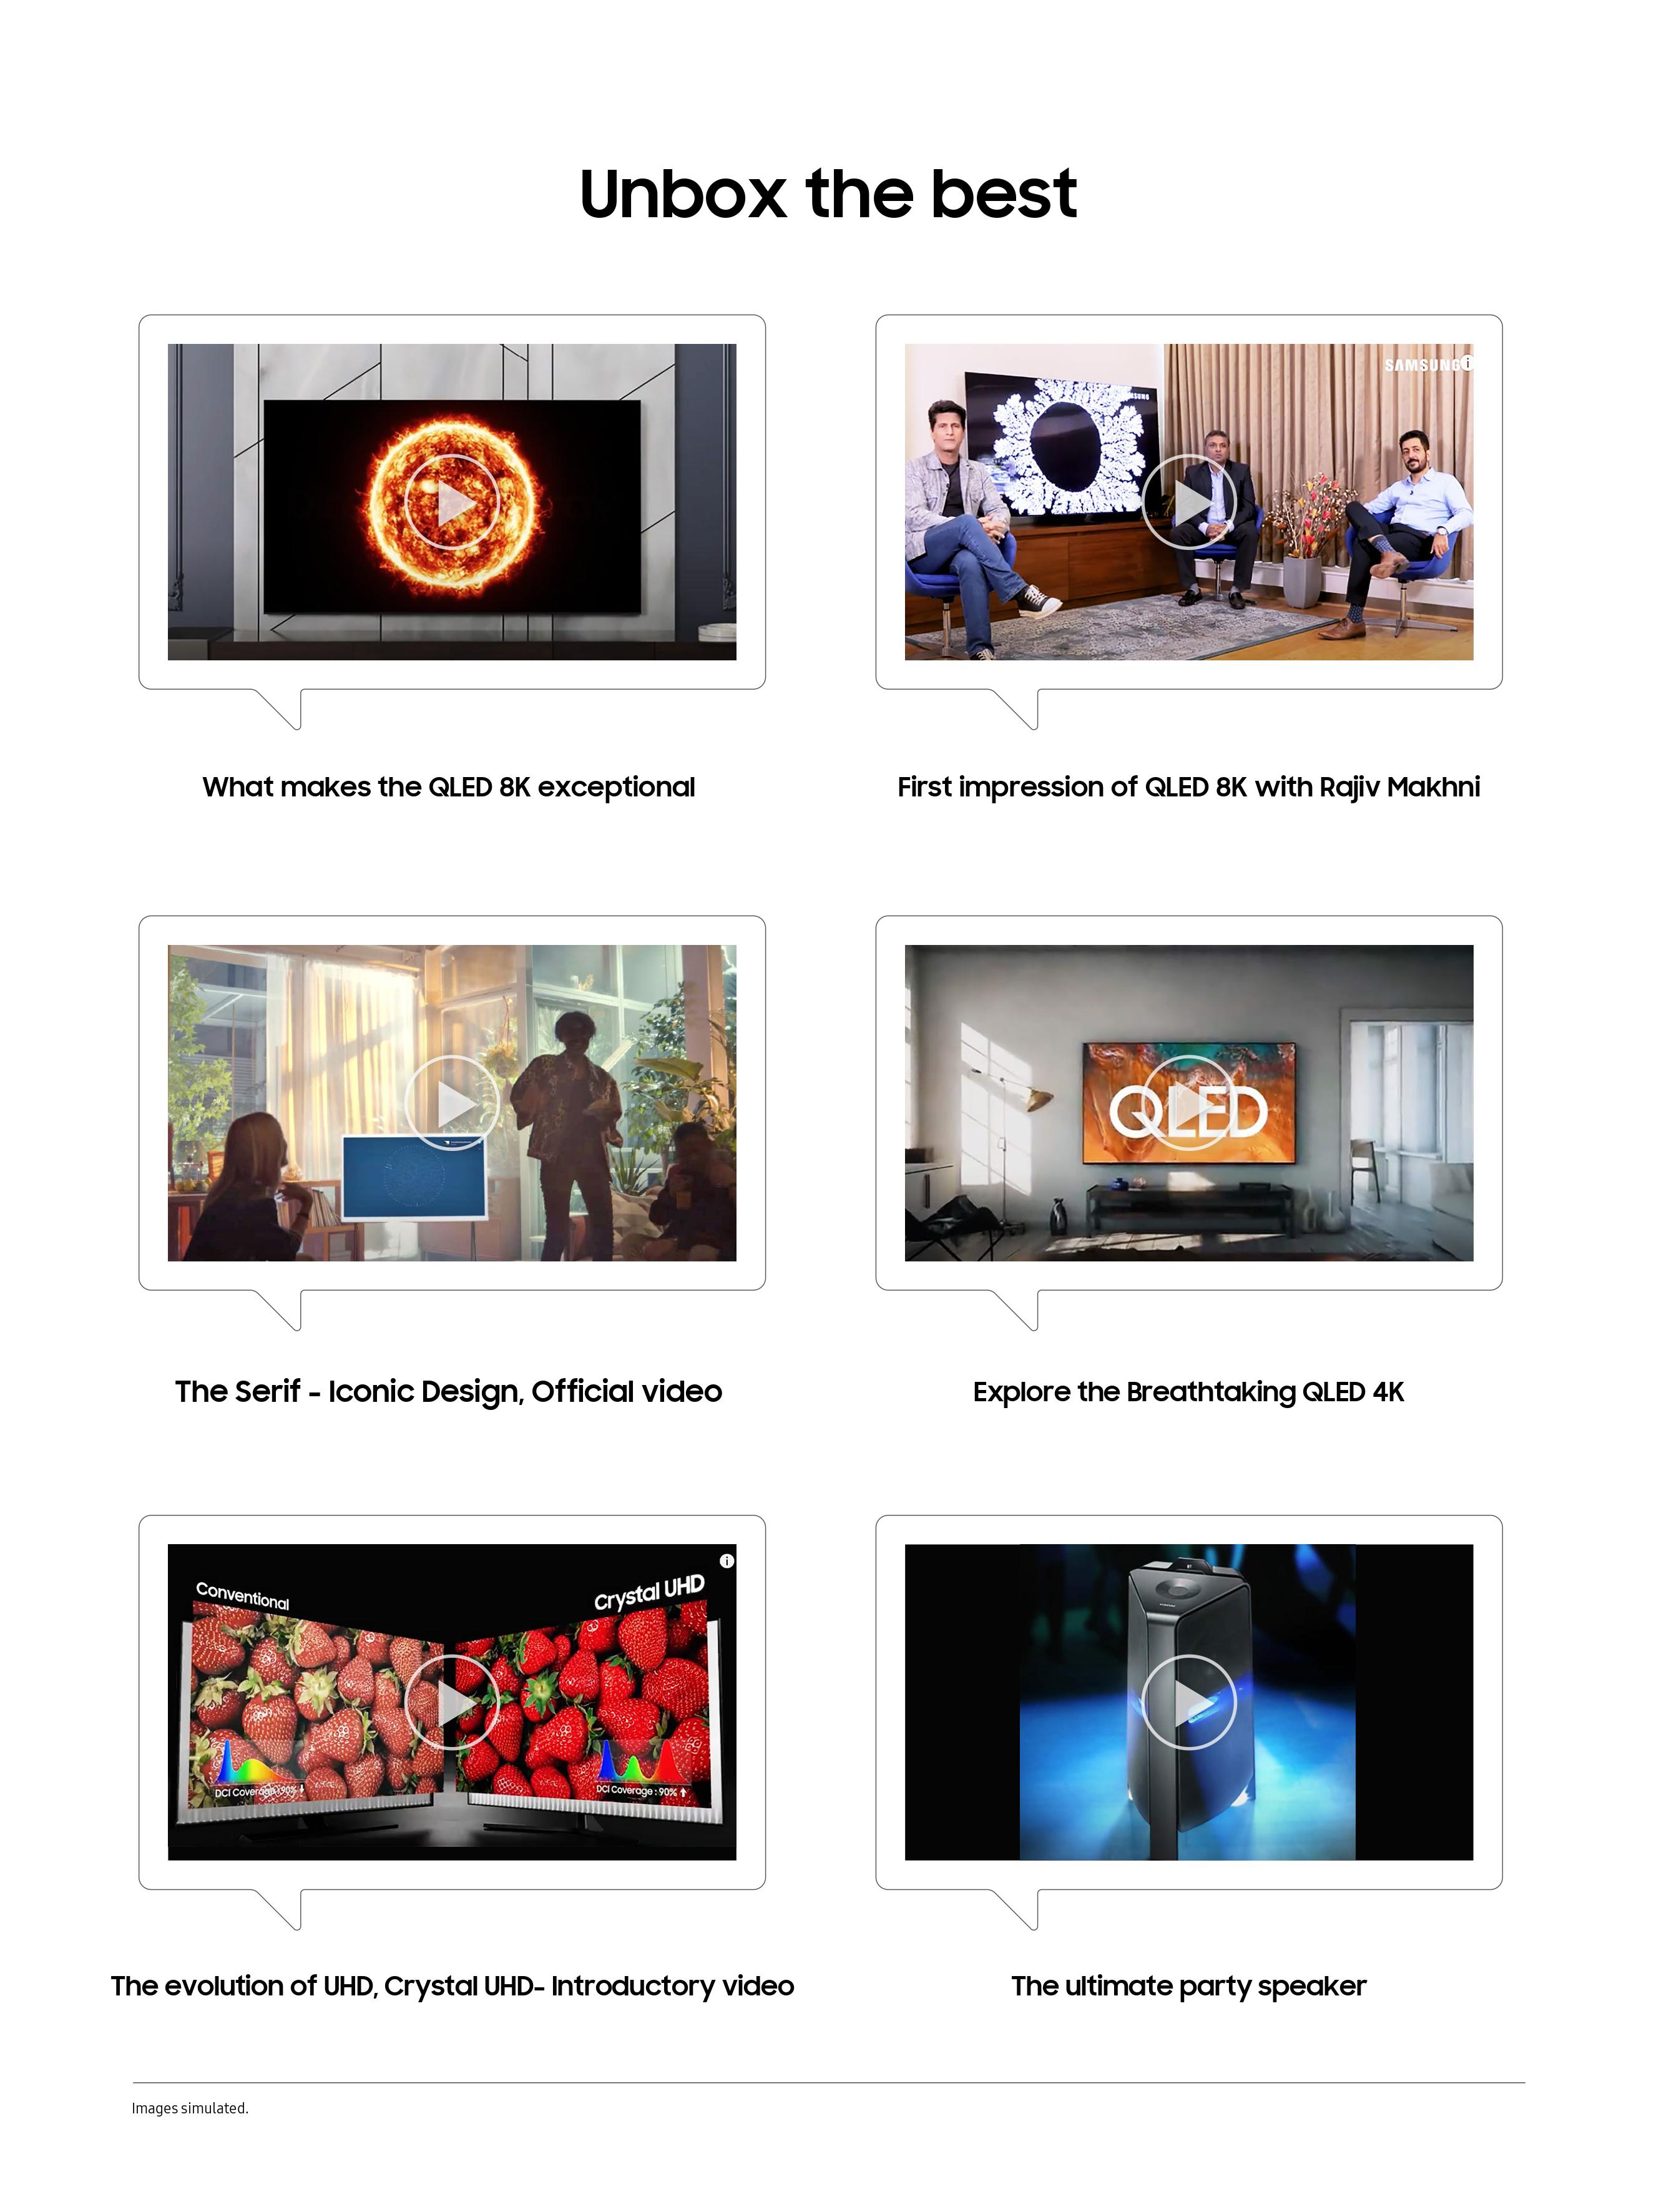 Unbox the best
SAMSUNG
SUNG
What makes the QLED 8K exceptional
First impression of QLED 8K with Rajiv Makhni
QLED
The Serif - Iconic Design, Official video
Explore the Breathtaking QLED 4K
Conventional
Crystal UHD
DCI Coverage : 90% ↓
DCI Coverage : 90% ↑
The evolution of UHD, Crystal UHD- Introductory video
The ultimate party speaker
Images simulated.